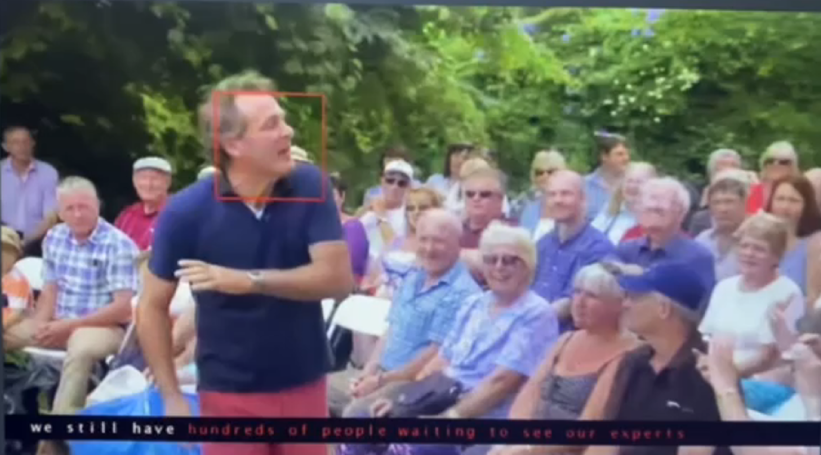 we still have hundreds of people waiting to see our experts